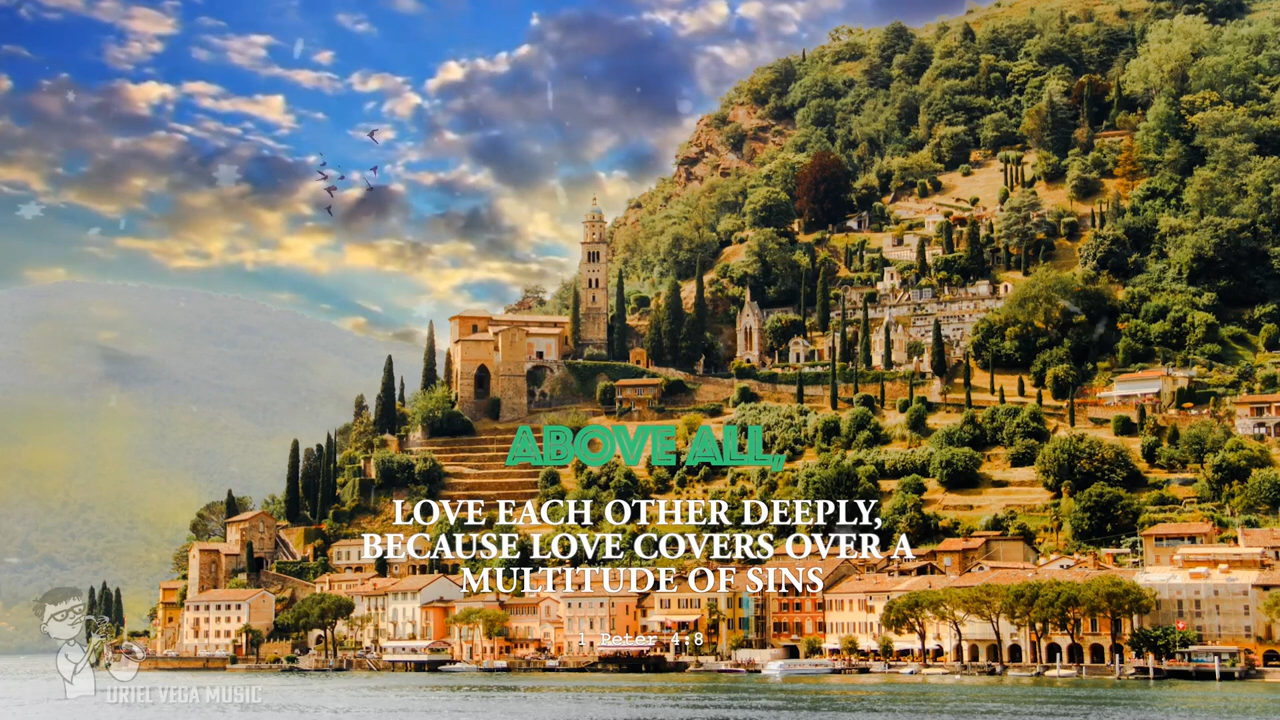 ABOVE ALL,
LOVE EACH OTHER DEEPLY,
BECAUSE LOVE COVERS OVER A
MULTITUDE OF SINS
1 Peter 4:8
URIEL VEGA MUSIC